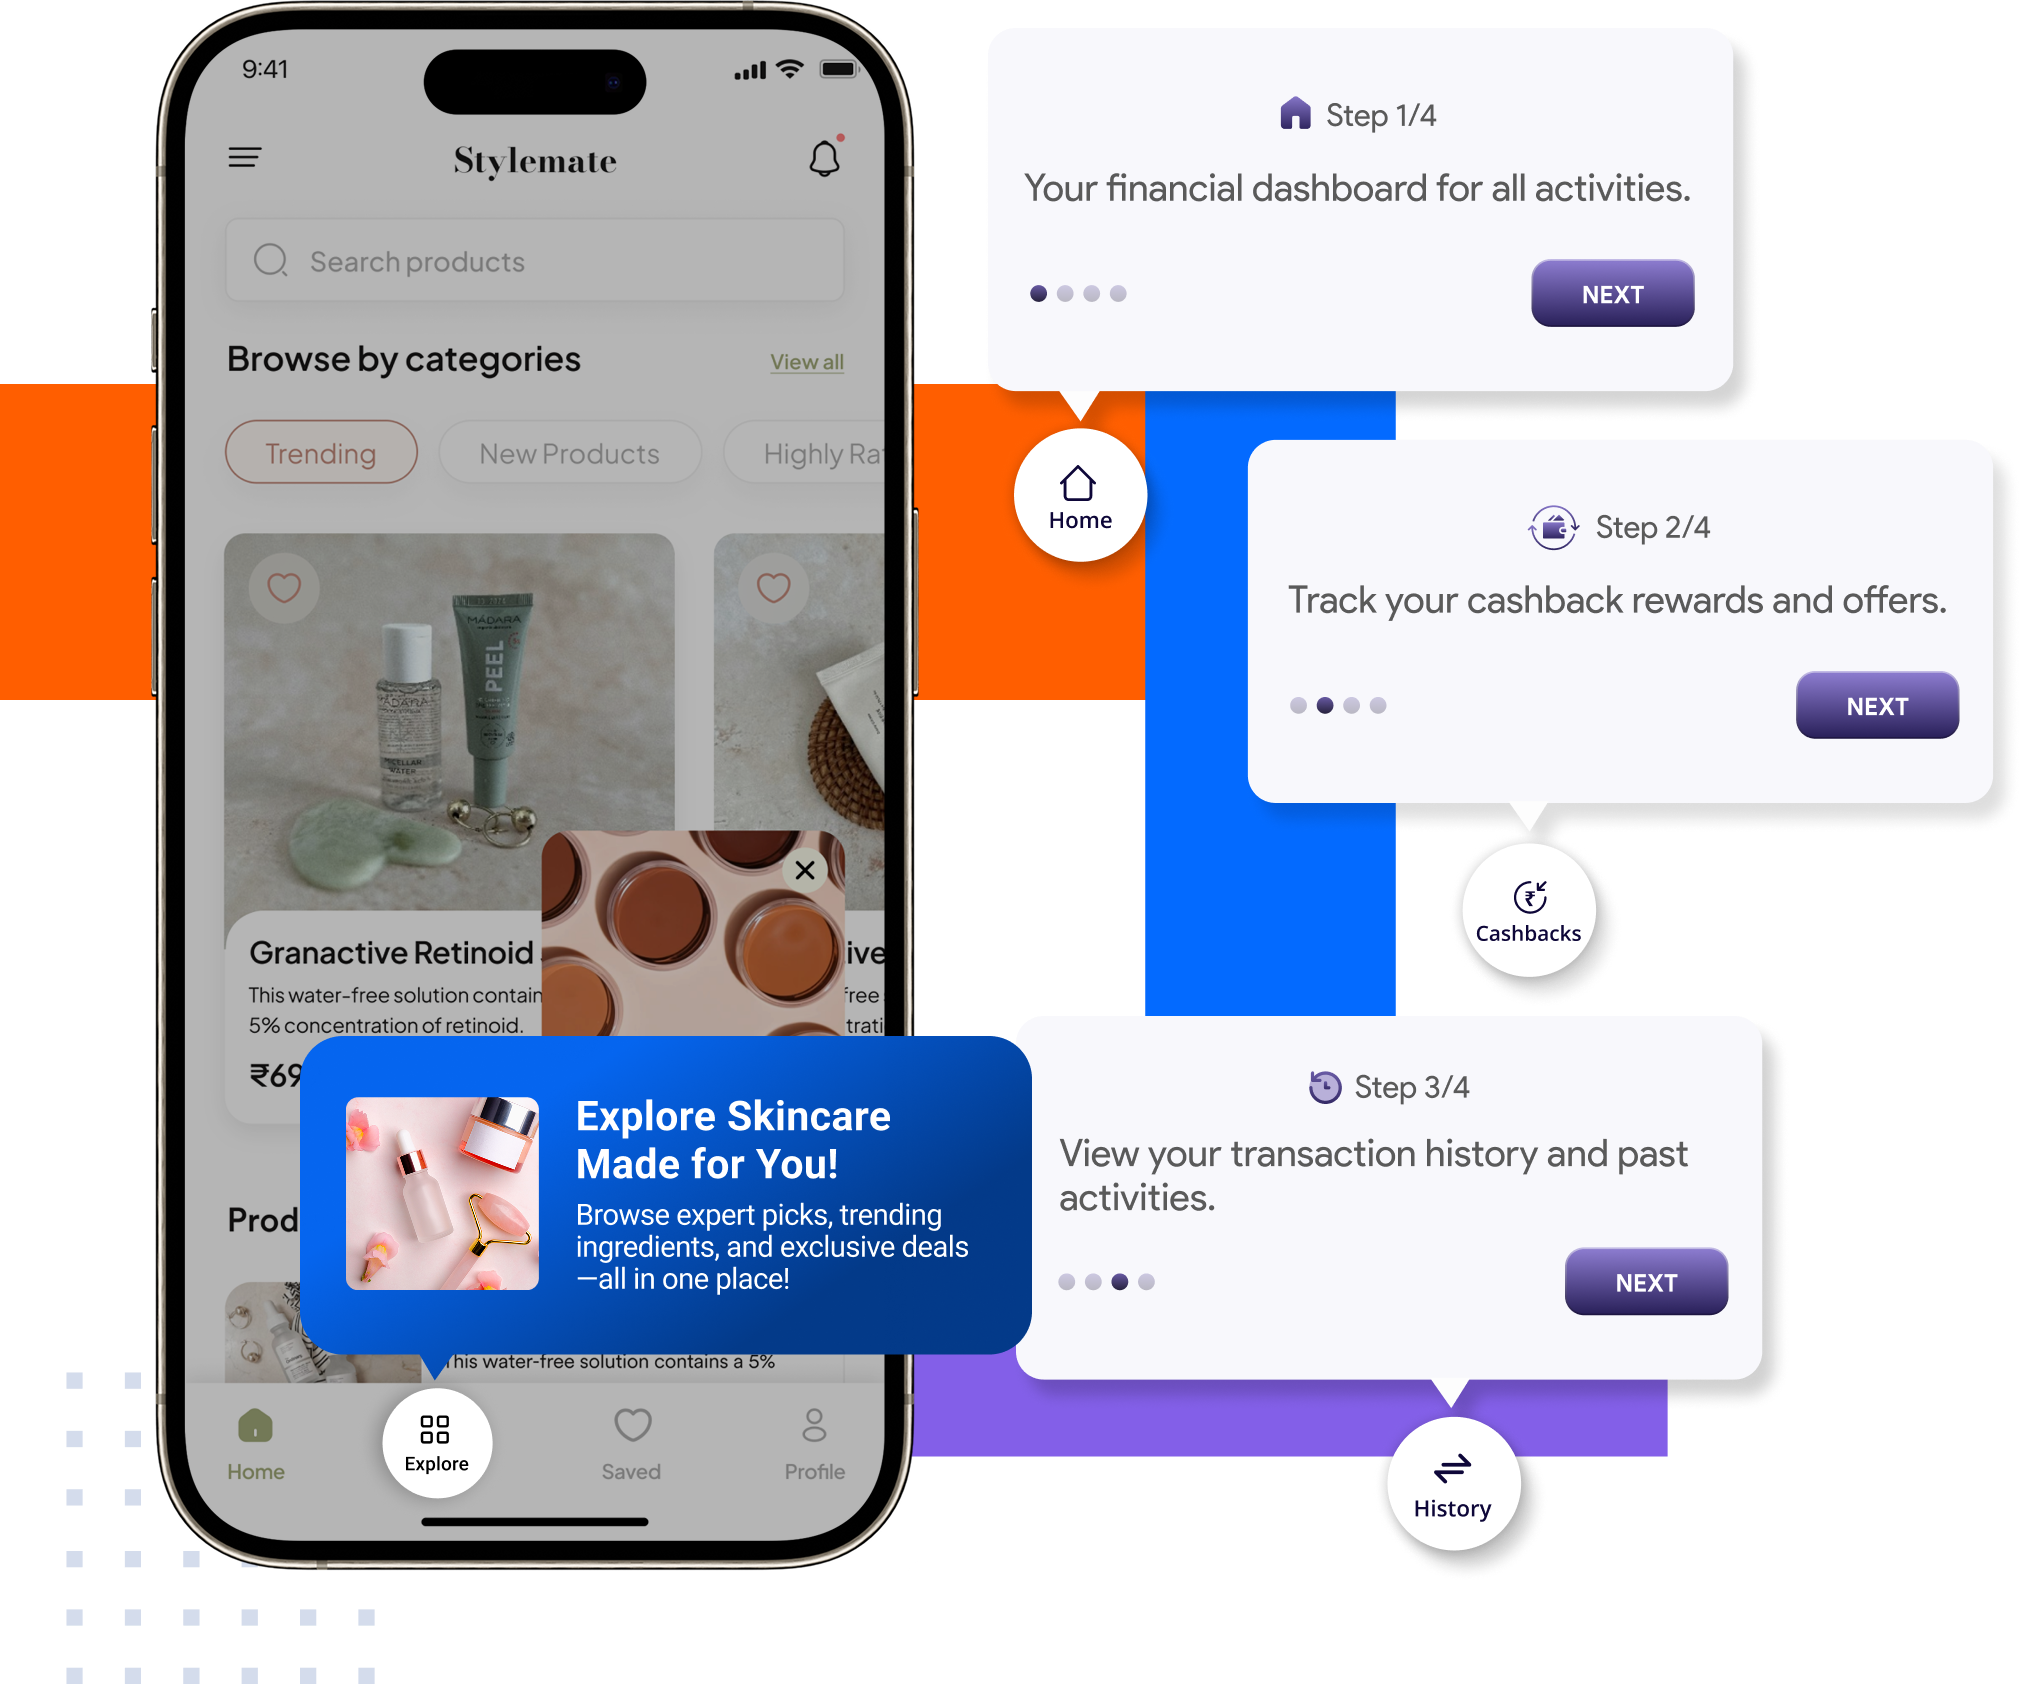 9:41
Stylemate
Search products
Browse by categories
View all
Trending
New Products
Highly Ra
MÁDARA
PEEL
MÁDARA
MICELLAR
WATER
Granactive Retinoid
This water-free solution contain
5% concentration of retinoid.
₹69
ive
free
trati
Explore Skincare
Made for You!
Browse expert picks, trending
ingredients, and exclusive deals
—all in one place!
Prod
This water-free solution contains a 5%
Home
Explore
Saved
Profile
Step 1/4
Your financial dashboard for all activities.
NEXT
Home
Step 2/4
Track your cashback rewards and offers.
NEXT
₹
Cashbacks
Step 3/4
View your transaction history and past
activities.
NEXT
History